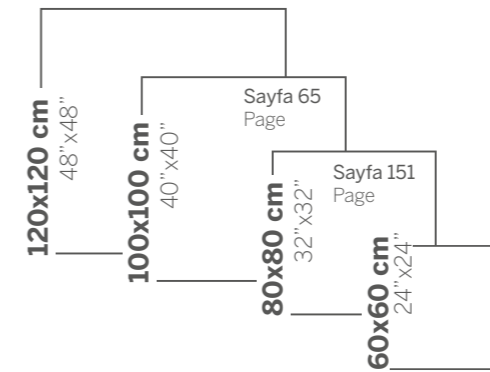 120x120 cm
48”x48”
100x100 cm
40”x40”
Sayfa 65
Page
80x80 cm
32”x32”
Sayfa 151
Page
60x60 cm
24”x24”